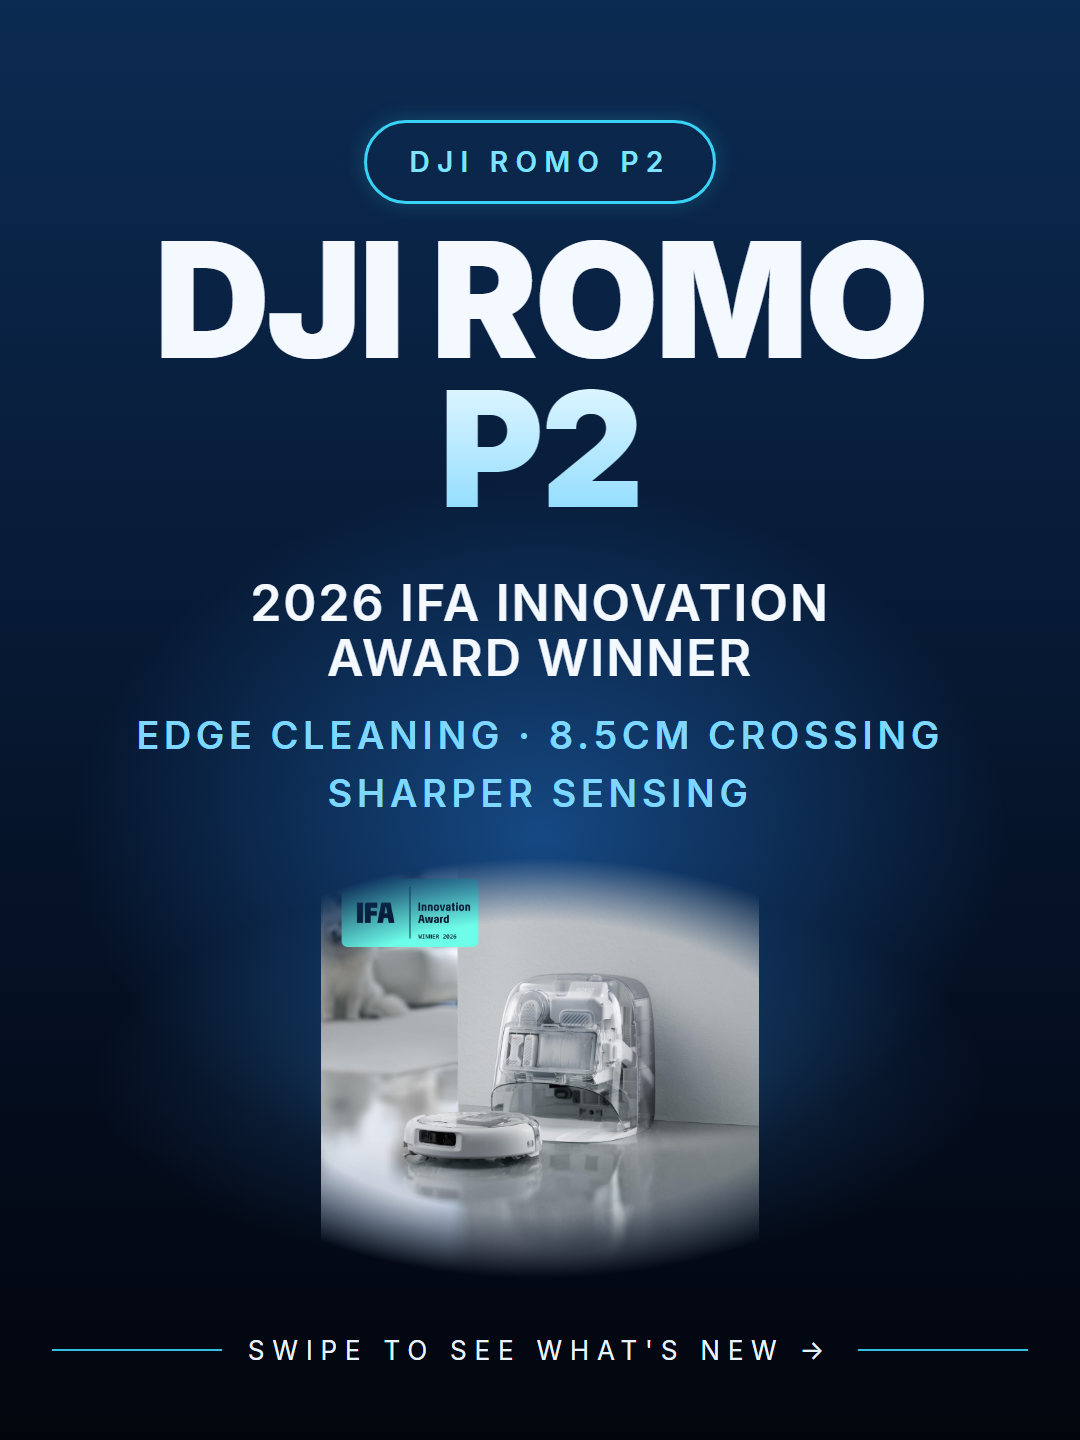 DJI ROMO P2
DJI ROMO
P2
2026 IFA INNOVATION
AWARD WINNER
EDGE CLEANING · 8.5CM CROSSING
SHARPER SENSING
IFA
Innovation
Award
WINNER 2026
SWIPE TO SEE WHAT'S NEW →